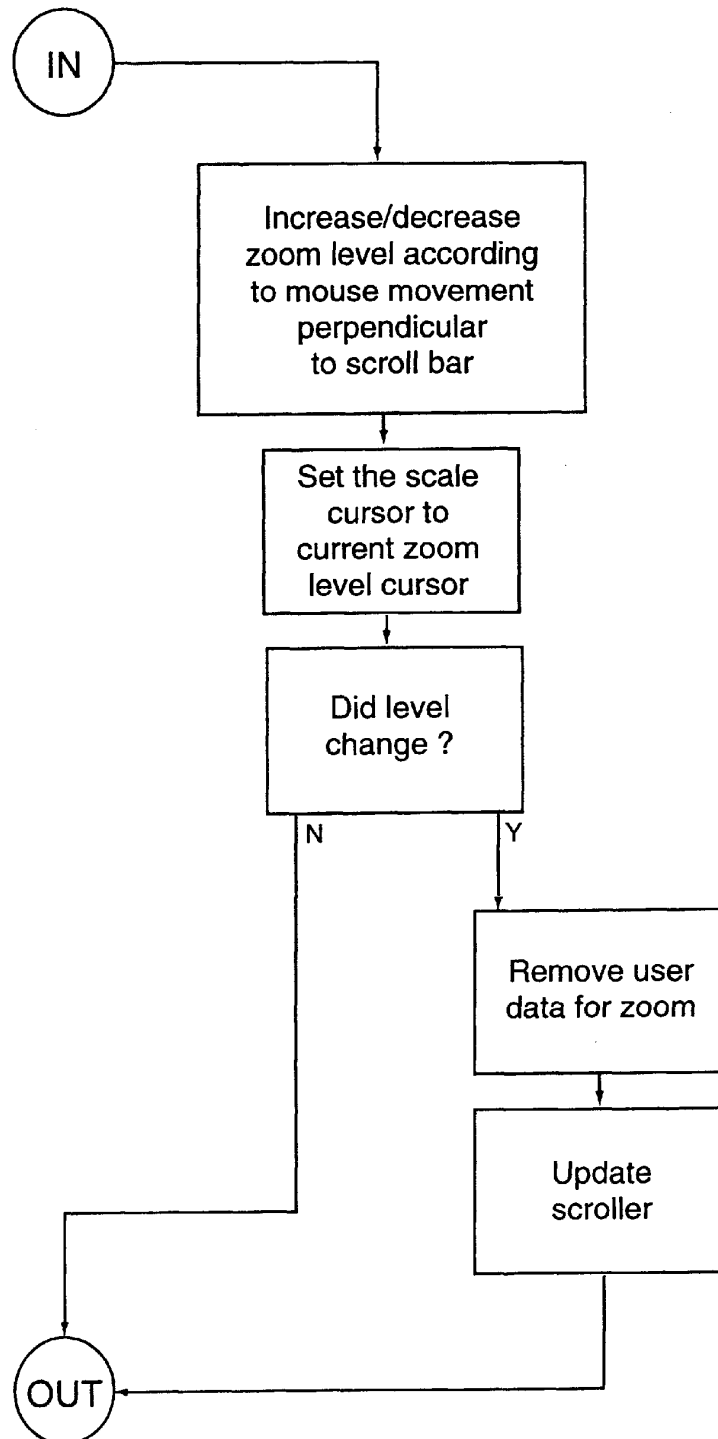 IN
Increase/decrease
zoom level according
to mouse movement
perpendicular
to scroll bar
Set the scale
cursor to
current zoom
level cursor
Did level
change ?
N
Y
Remove user
data for zoom
Update
scroller
OUT